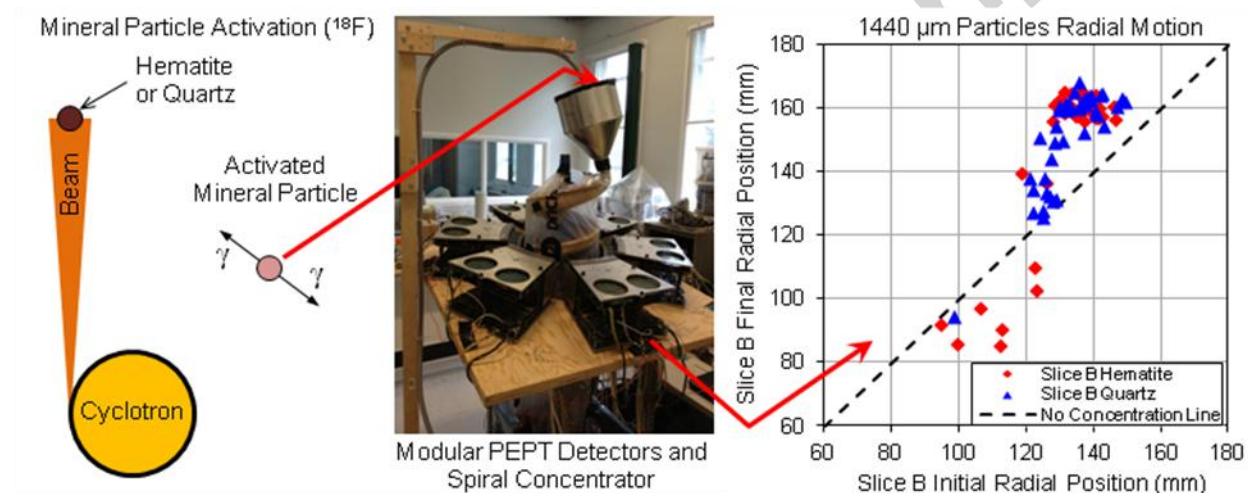 Mineral Particle Activation (¹⁸F)
Hematite
or Quartz
Beam
Activated
Mineral Particle
γ
γ
Cyclotron
Modular PEPT Detectors and
Spiral Concentrator
1440 µm Particles Radial Motion
Slice B Final Radial Position (mm)
180
160
140
120
100
80
60
Slice B Hematite
Slice B Quartz
No Concentration Line
60 80 100 120 140 160 180
Slice B Initial Radial Position (mm)